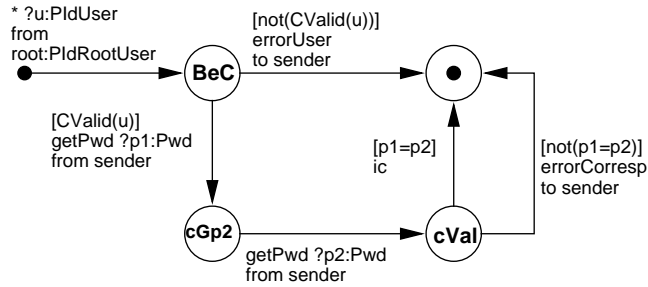 * ?u:PIdUser
from
root:PIdRootUser
BeC
[not(CValid(u))]
errorUser
to sender
[CValid(u)]
getPwd ?p1:Pwd
from sender
[p1=p2]
ic
[not(p1=p2)]
errorCorresp
to sender
cGp2
getPwd ?p2:Pwd
from sender
cVal